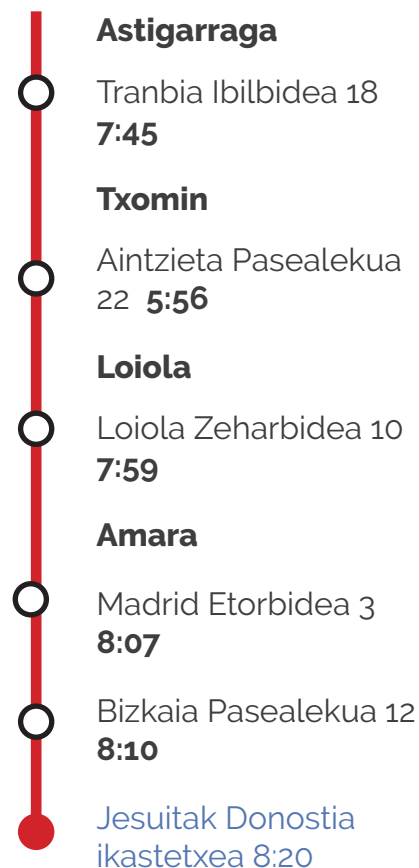 Astigarraga
Tranbia Ibilbidea 18
7:45
Txomin
Aintzieta Pasealekua
22 5:56
Loiola
Loiola Zeharbidea 10
7:59
Amara
Madrid Etorbidea 3
8:07
Bizkaia Pasealekua 12
8:10
Jesuitak Donostia
ikastetxea 8:20